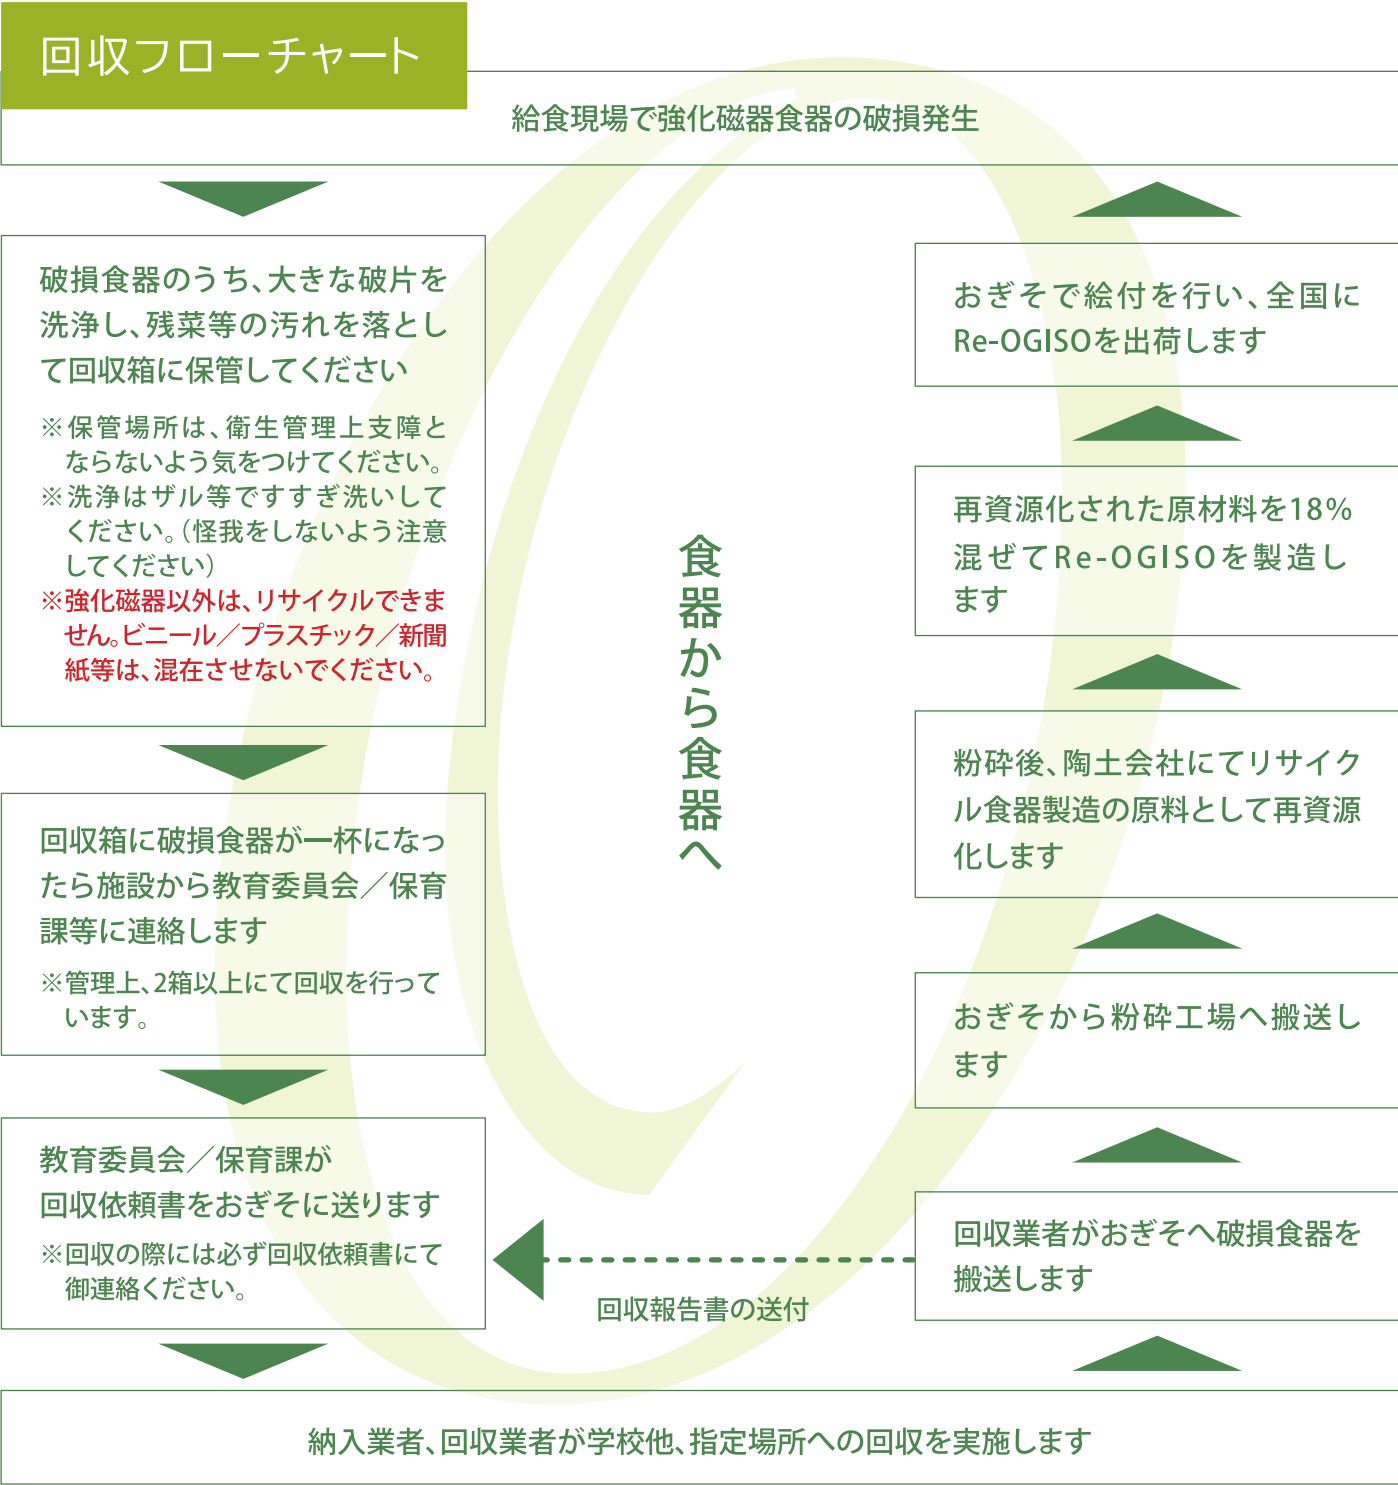 回収フローチャート
給食現場で強化磁器食器の破損発生
破損食器のうち、大きな破片を
洗浄し、残菜等の汚れを落とし
て回収箱に保管してください
※保管場所は、衛生管理上支障と
ならないよう気をつけてください。
※洗浄はザル等ですすぎ洗いして
ください。（怪我をしないよう注意
してください）
※強化磁器以外は、リサイクルできま
せん。ビニール／プラスチック／新聞
紙等は、混在させないでください。
回収箱に破損食器が一杯になっ
たら施設から教育委員会／保育
課等に連絡します
※管理上、2箱以上にて回収を行って
います。
教育委員会／保育課が
回収依頼書をおぎそに送ります
※回収の際には必ず回収依頼書にて
御連絡ください。
納入業者、回収業者が学校他、指定場所への回収を実施します
回収業者がおぎそへ破損食器を
搬送します
回収報告書の送付
おぎそから粉砕工場へ搬送し
ます
粉砕後、陶土会社にてリサイク
ル食器製造の原料として再資源
化します
再資源化された原材料を18%
混ぜてRe-OGISOを製造し
ます
おぎそで絵付を行い、全国に
Re-OGISOを出荷します
食器から食器へ